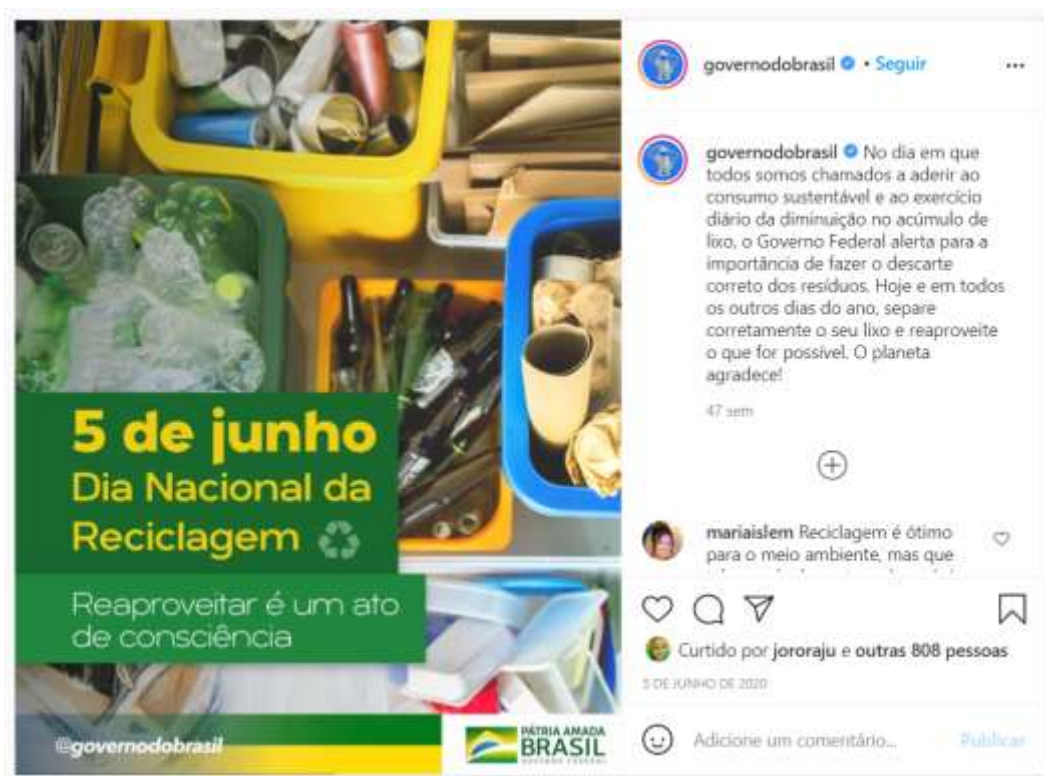 5 de junho
Dia Nacional da
Reciclagem
Reaproveitar é um ato
de consciência
@governodobrasil
PÁTRIA AMADA
BRASIL
GOVERNO FEDERAL
governodobrasil • Seguir
governodobrasil No dia em que
todos somos chamados a aderir ao
consumo sustentável e ao exercício
diário da diminuição no acúmulo de
lixo, o Governo Federal alerta para a
importância de fazer o descarte
correto dos resíduos. Hoje e em todos
os outros dias do ano, separe
corretamente o seu lixo e reaproveite
o que for possível. O planeta
agradece!
47 sem
mariaislem Reciclagem é ótimo
para o meio ambiente, mas que
Curtido por jororaju e outras 808 pessoas
5 DE JUNHO DE 2020
Adicione um comentário...
Publicar